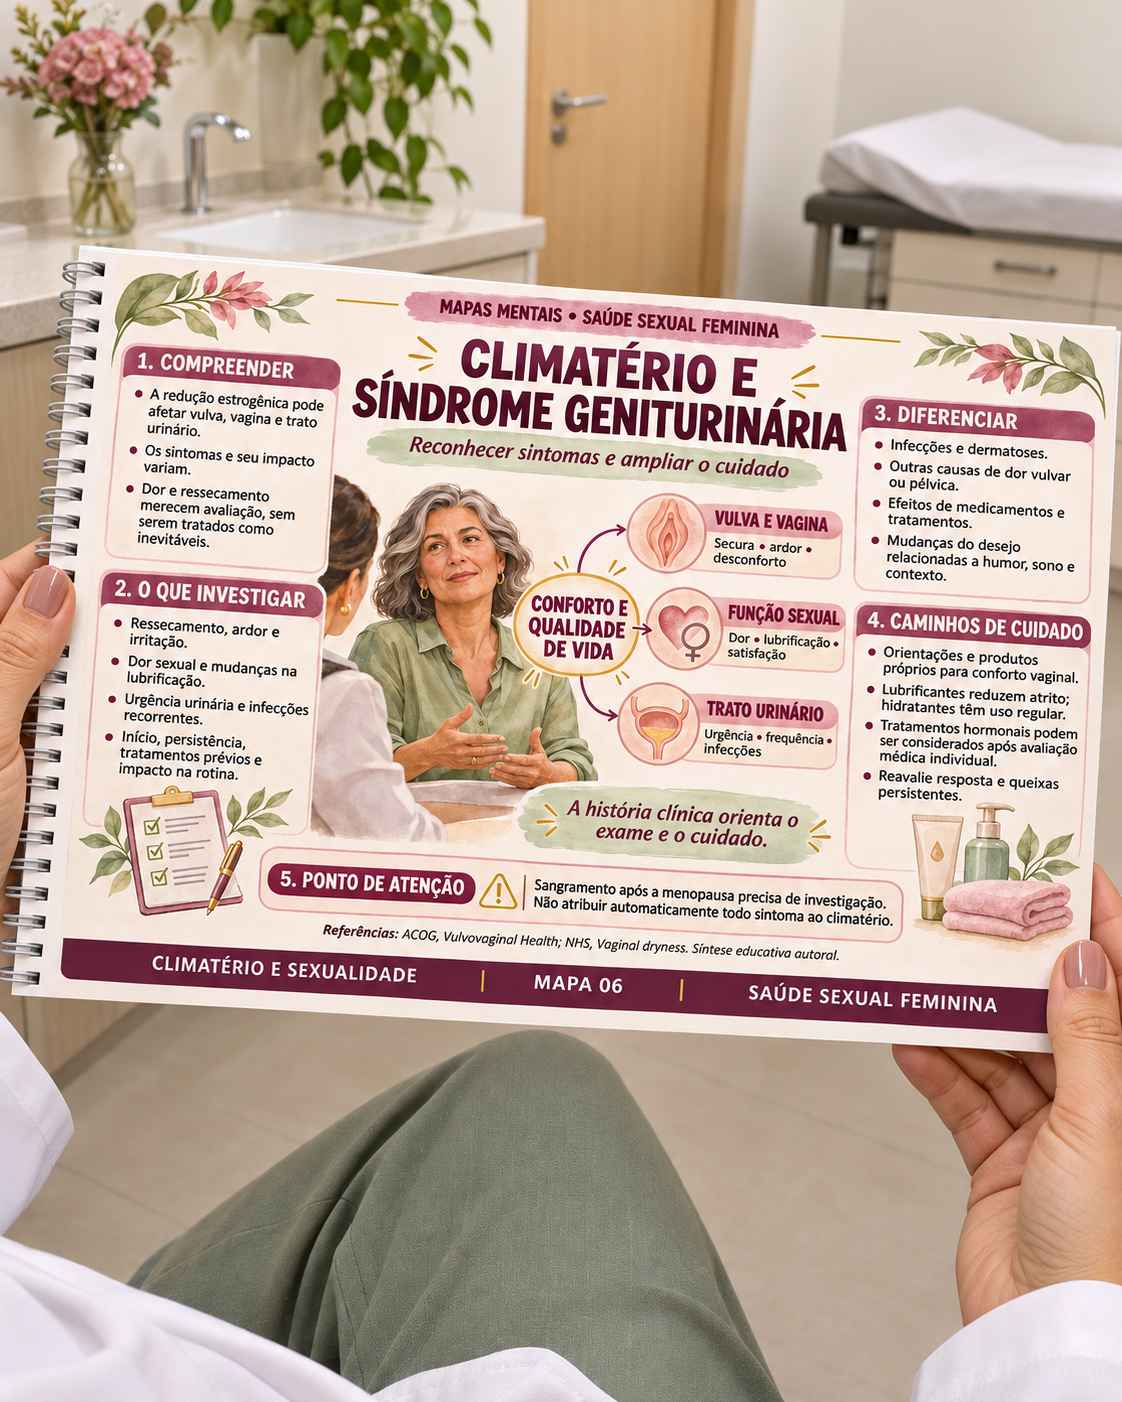 MAPAS MENTAIS • SAÚDE SEXUAL FEMININA
CLIMATÉRIO E
SÍNDROME GENITURINÁRIA
Reconhecer sintomas e ampliar o cuidado
1. COMPREENDER
• A redução estrogênica pode
afetar vulva, vagina e trato
urinário.
• Os sintomas e seu impacto
variam.
• Dor e ressecamento
merecem avaliação, sem
serem tratados como
inevitáveis.
2. O QUE INVESTIGAR
• Ressecamento, ardor e
irritação.
• Dor sexual e mudanças na
lubrificação.
• Urgência urinária e infecções
recorrentes.
• Início, persistência,
tratamentos prévios e
impacto na rotina.
CONFORTO E
QUALIDADE
DE VIDA
VULVA E VAGINA
Secura • ardor •
desconforto
FUNÇÃO SEXUAL
Dor • lubrificação •
satisfação
TRATO URINÁRIO
Urgência • frequência •
infecções
A história clínica orienta o
exame e o cuidado.
3. DIFERENCIAR
• Infecções e dermatoses.
• Outras causas de dor vulvar
ou pélvica.
• Efeitos de medicamentos e
tratamentos.
• Mudanças do desejo
relacionadas a humor, sono e
contexto.
4. CAMINHOS DE CUIDADO
• Orientações e produtos
próprios para conforto vaginal.
• Lubrificantes reduzem atrito;
hidratantes têm uso regular.
• Tratamentos hormonais podem
ser considerados após avaliação
médica individual.
• Reavalie resposta e queixas
persistentes.
5. PONTO DE ATENÇÃO
Sangramento após a menopausa precisa de investigação.
Não atribuir automaticamente todo sintoma ao climatério.
Referências: ACOG, Vulvovaginal Health; NHS, Vaginal dryness. Síntese educativa autoral.
CLIMATÉRIO E SEXUALIDADE | MAPA 06 | SAÚDE SEXUAL FEMININA